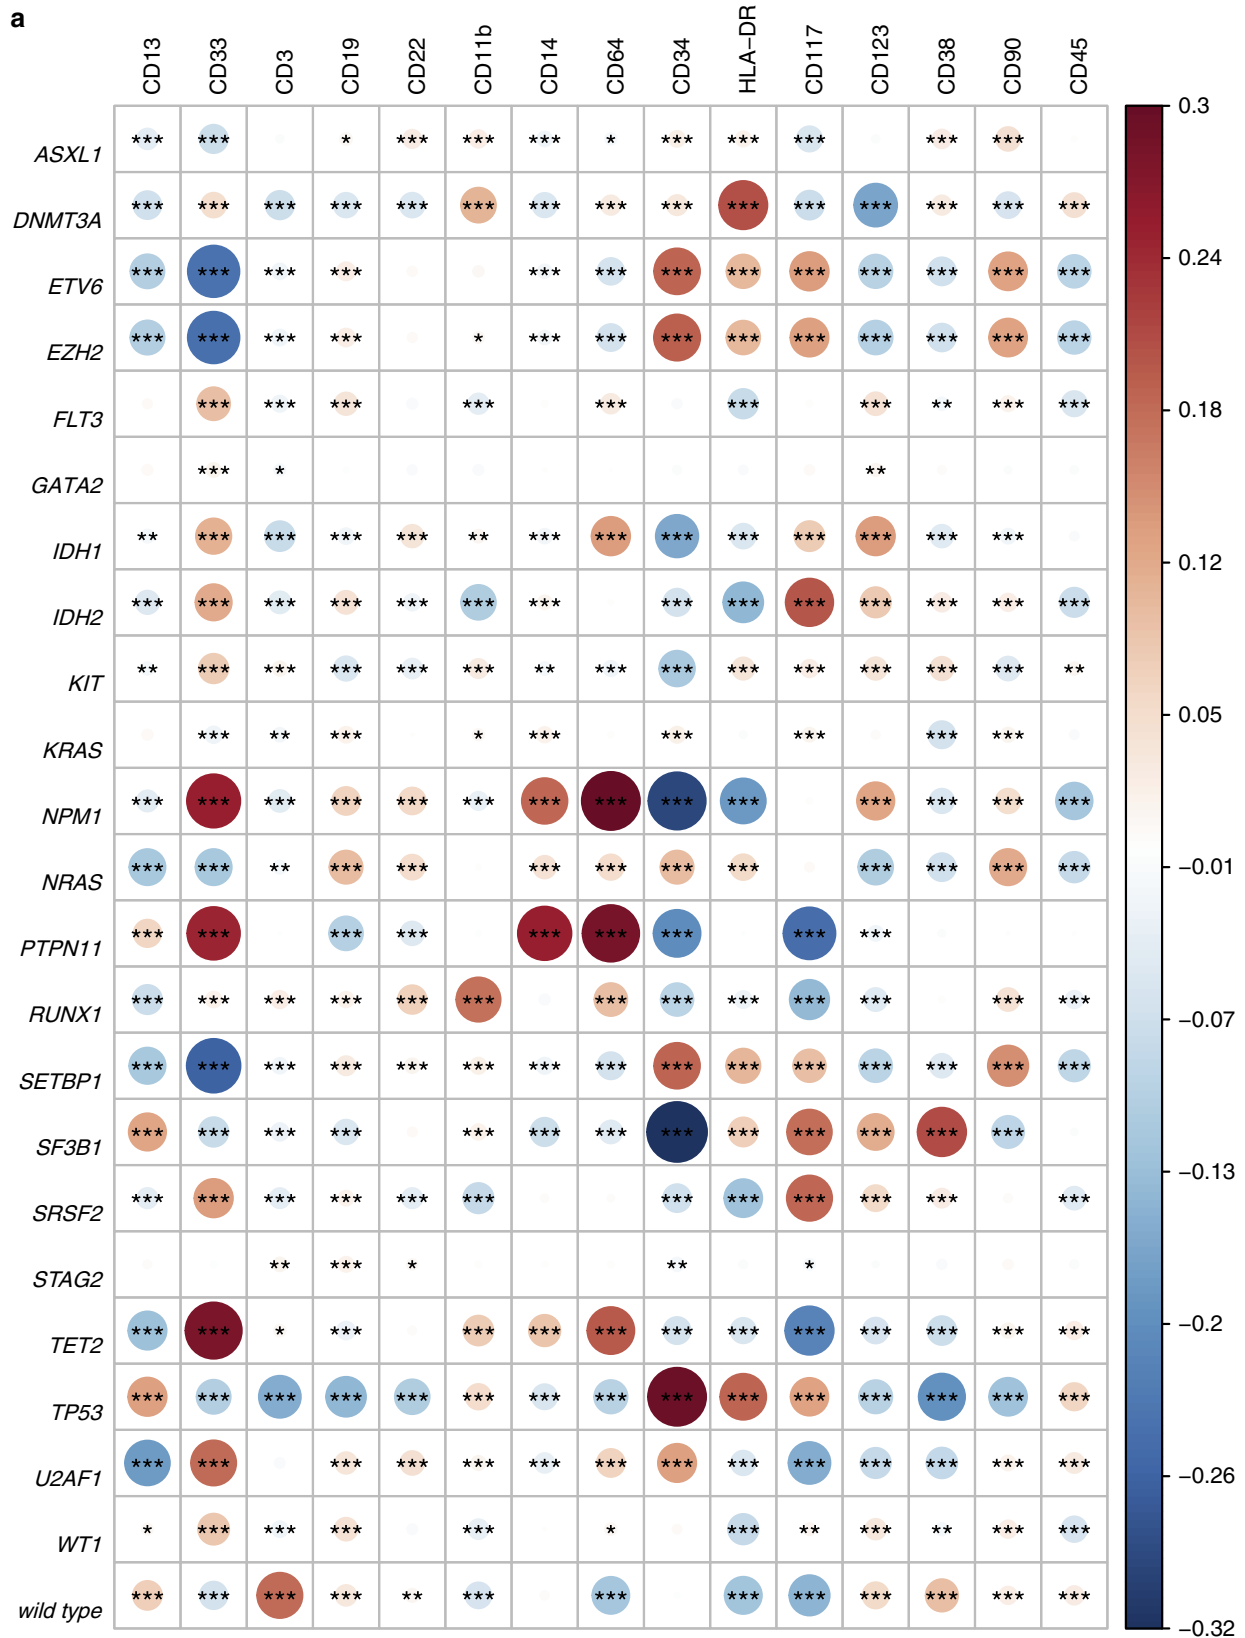 a
CD13 CD33 CD3 CD19 CD22 CD11b CD14 CD64 CD34 HLA−DR CD117 CD123 CD38 CD90 CD45
ASXL1 *** *** * *** *** *** * *** *** *** *** ***
DNMT3A *** *** *** *** *** *** *** *** *** *** *** *** *** *** ***
ETV6 *** *** *** *** *** *** *** *** *** *** *** *** ***
EZH2 *** *** *** *** * *** *** *** *** *** *** *** *** ***
FLT3 *** *** *** *** *** *** *** ** *** ***
GATA2 *** * **
IDH1 ** *** *** *** *** ** *** *** *** *** *** *** *** ***
IDH2 *** *** *** *** *** *** *** *** *** *** *** *** *** ***
KIT ** *** *** *** *** *** ** *** *** *** *** *** *** *** **
KRAS *** ** *** * *** *** *** *** ***
NPM1 *** *** *** *** *** *** *** *** *** *** *** *** *** ***
NRAS *** *** ** *** *** *** *** *** *** *** *** *** ***
PTPN11 *** *** *** *** *** *** *** *** ***
RUNX1 *** *** *** *** *** *** *** *** *** *** *** *** ***
SETBP1 *** *** *** *** *** *** *** *** *** *** *** *** *** *** ***
SF3B1 *** *** *** *** *** *** *** *** *** *** *** *** ***
SRSF2 *** *** *** *** *** *** *** *** *** *** *** ***
STAG2 ** *** * ** *
TET2 *** *** * *** *** *** *** *** *** *** *** *** *** ***
TP53 *** *** *** *** *** *** *** *** *** *** *** *** *** *** ***
U2AF1 *** *** *** *** *** *** *** *** *** *** *** *** *** ***
WT1 * *** *** *** *** * *** ** *** ** *** ***
wild type *** *** *** *** ** *** *** *** *** *** *** *** ***
0.3
0.24
0.18
0.12
0.05
−0.01
−0.07
−0.13
−0.2
−0.26
−0.32